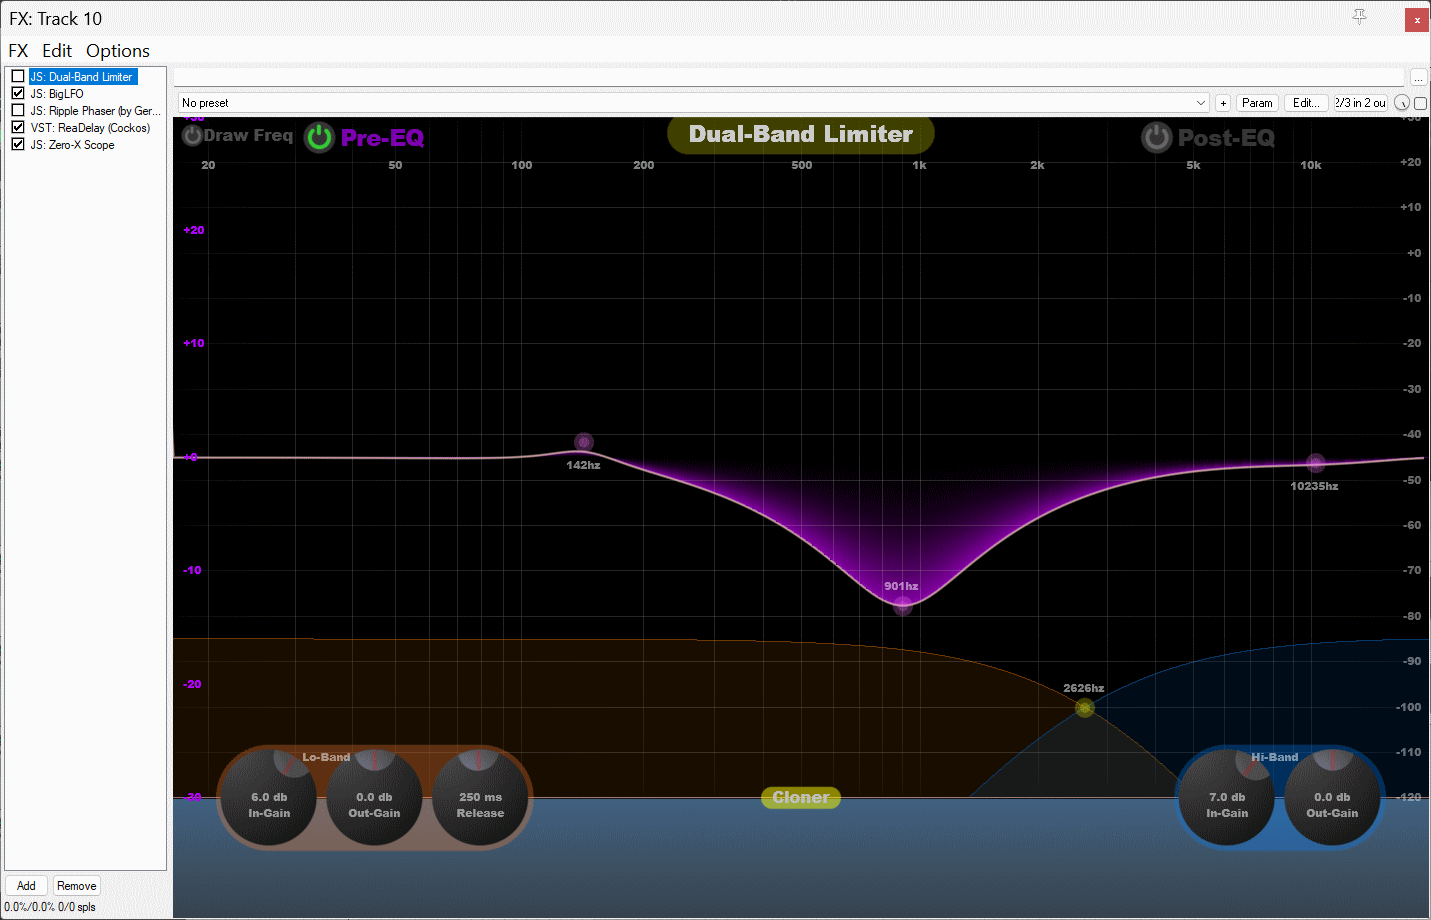 FX: Track 10
x
FX Edit Options
JS: Dual-Band Limiter
JS: BigLFO
JS: Ripple Phaser (by Ger...
VST: ReaDelay (Cockos)
JS: Zero-X Scope
...
No preset
+ Param Edit... 2/3 in 2 ou
Draw Freq Pre-EQ Dual-Band Limiter Post-EQ
20 50 100 200 500 1k 2k 5k 10k
+20
+10
+0
-10
-20
-30
-40
-50
-60
-70
-80
-90
-100
-110
-120
+20
+10
+0
-10
-20
142hz
10235hz
901hz
2626hz
Lo-Band
6.0 db
In-Gain
0.0 db
Out-Gain
250 ms
Release
Cloner
Hi-Band
7.0 db
In-Gain
0.0 db
Out-Gain
Add Remove
0.0%/0.0% 0/0 spls